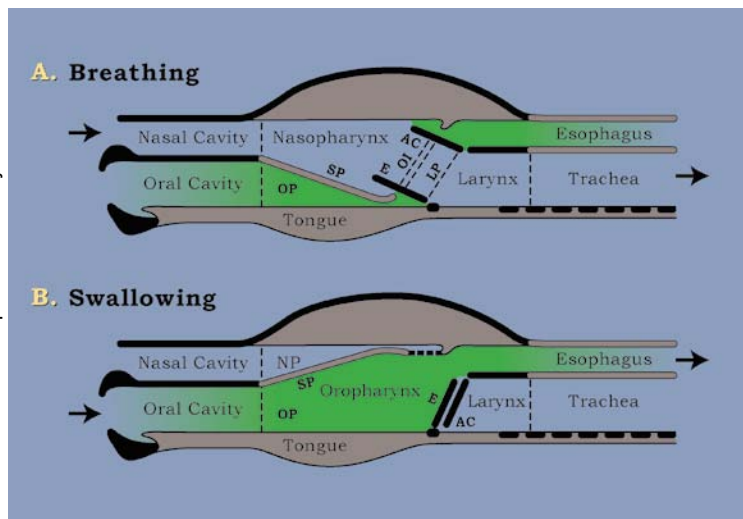 A. Breathing
Nasal Cavity
Nasopharynx
AC
OI
LP
E
Esophagus
SP
Oral Cavity
OP
Larynx
Trachea
Tongue
B. Swallowing
Nasal Cavity
NP
Esophagus
SP
Oropharynx
E
Oral Cavity
OP
Larynx
AC
Trachea
Tongue